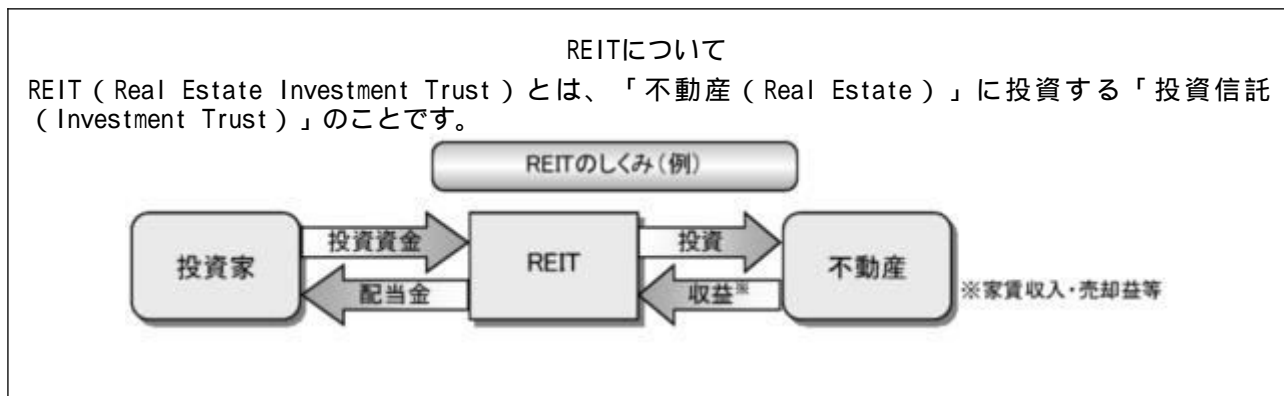 REITについて
REIT（Real Estate Investment Trust）とは、「不動産（Real Estate）」に投資する「投資信託
（Investment Trust）」のことです。
REITのしくみ（例）
投資家
投資資金
配当金
REIT
投資
収益※
不動産
※家賃収入・売却益等